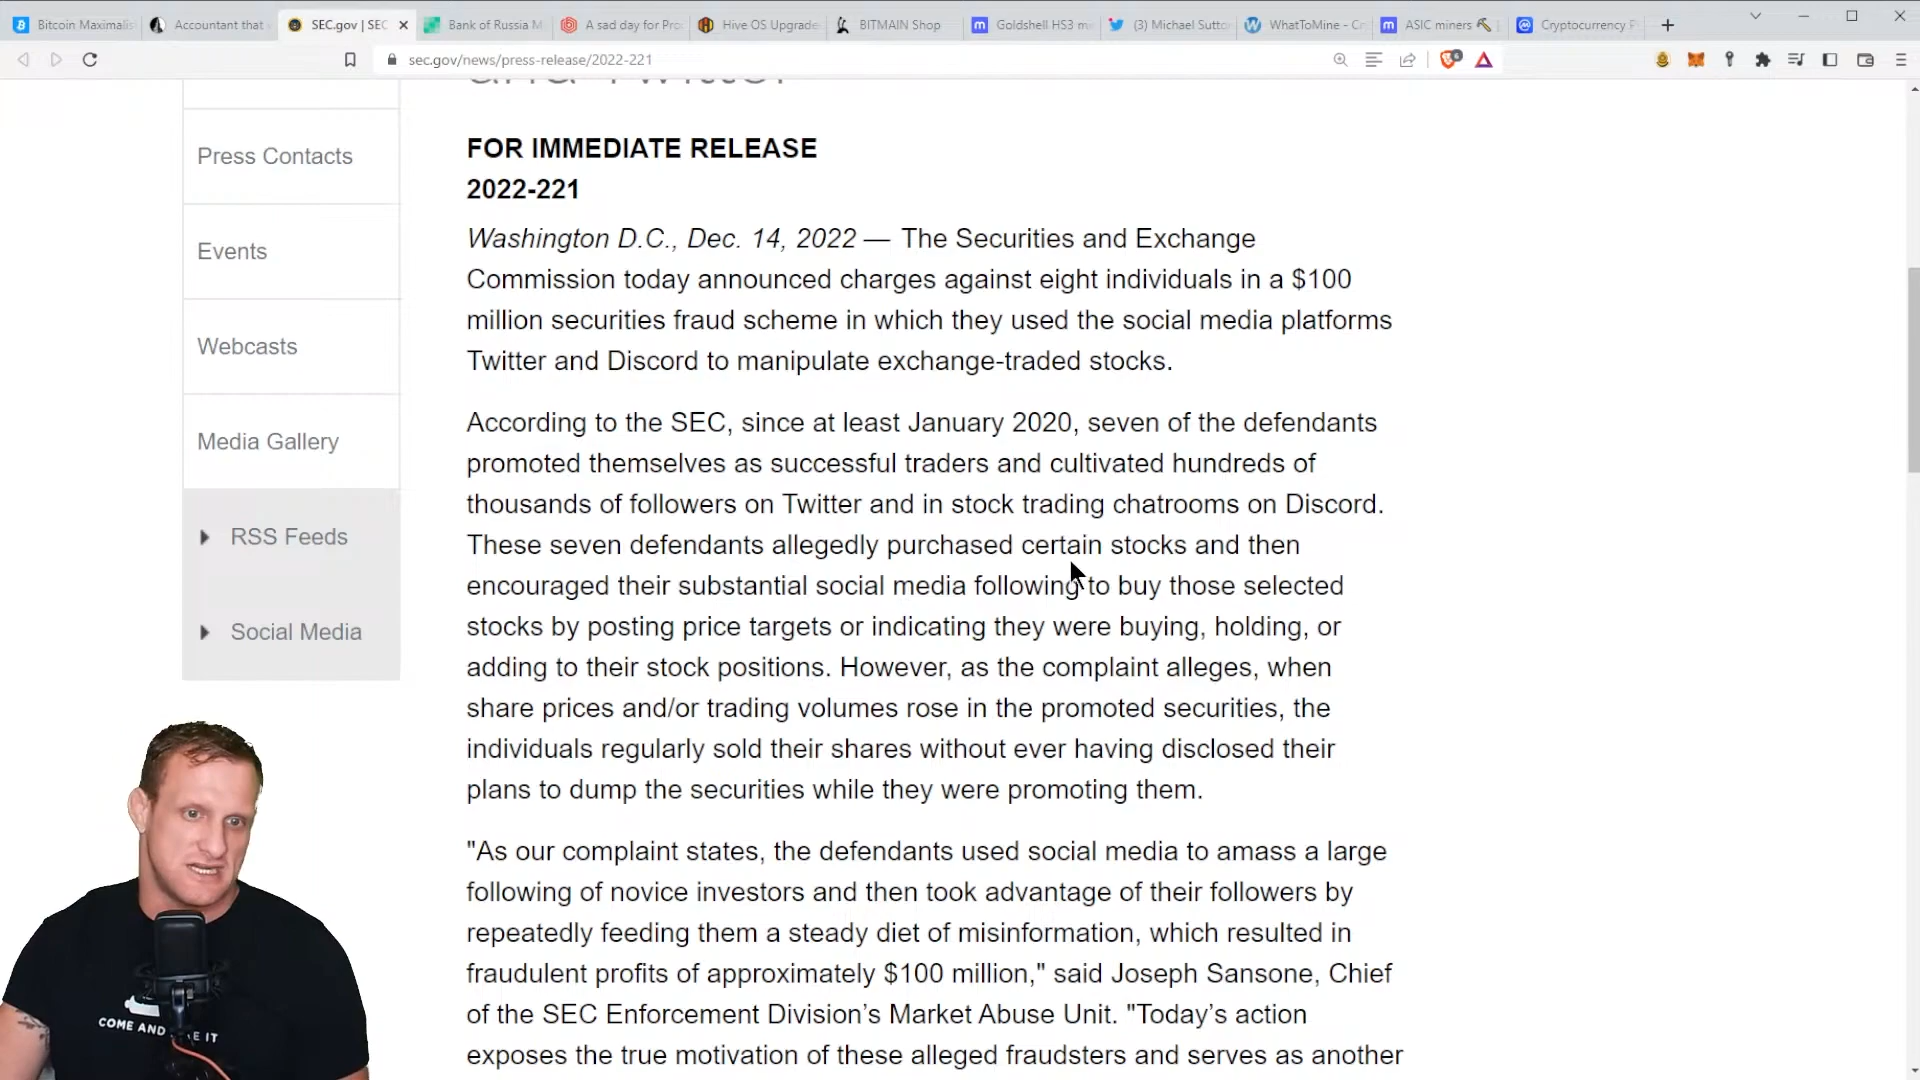 Bitcoin Maximalis
Accountant that
SEC.gov | SEC
Bank of Russia M
A sad day for Pro
Hive OS Upgrade
BITMAIN Shop
Goldshell HS3 m
(3) Michael Sutto
WhatToMine - Cr
ASIC miners
Cryptocurrency P
sec.gov/news/press-release/2022-221
and Twitter
Press Contacts
Events
Webcasts
Media Gallery
RSS Feeds
Social Media
FOR IMMEDIATE RELEASE
2022-221
Washington D.C., Dec. 14, 2022 — The Securities and Exchange
Commission today announced charges against eight individuals in a $100
million securities fraud scheme in which they used the social media platforms
Twitter and Discord to manipulate exchange-traded stocks.
According to the SEC, since at least January 2020, seven of the defendants
promoted themselves as successful traders and cultivated hundreds of
thousands of followers on Twitter and in stock trading chatrooms on Discord.
These seven defendants allegedly purchased certain stocks and then
encouraged their substantial social media following to buy those selected
stocks by posting price targets or indicating they were buying, holding, or
adding to their stock positions. However, as the complaint alleges, when
share prices and/or trading volumes rose in the promoted securities, the
individuals regularly sold their shares without ever having disclosed their
plans to dump the securities while they were promoting them.
"As our complaint states, the defendants used social media to amass a large
following of novice investors and then took advantage of their followers by
repeatedly feeding them a steady diet of misinformation, which resulted in
fraudulent profits of approximately $100 million," said Joseph Sansone, Chief
of the SEC Enforcement Division’s Market Abuse Unit. "Today’s action
exposes the true motivation of these alleged fraudsters and serves as another
COME AND IT